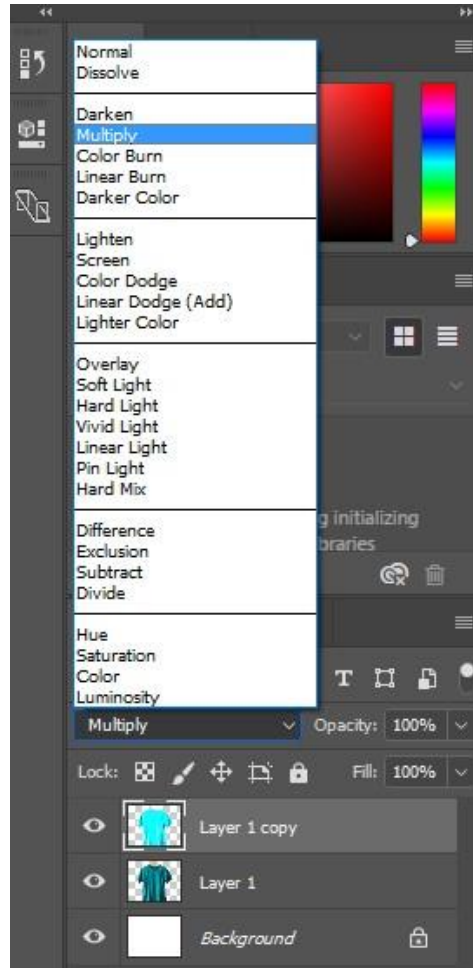 Normal
Dissolve
Darken
Multiply
Color Burn
Linear Burn
Darker Color
Lighten
Screen
Color Dodge
Linear Dodge (Add)
Lighter Color
Overlay
Soft Light
Hard Light
Vivid Light
Linear Light
Pin Light
Hard Mix
Difference
Exclusion
Subtract
Divide
g initializing
braries
Hue
Saturation
Color
Luminosity
T
Multiply Opacity: 100%
Lock: Fill: 100%
Layer 1 copy
Layer 1
Background